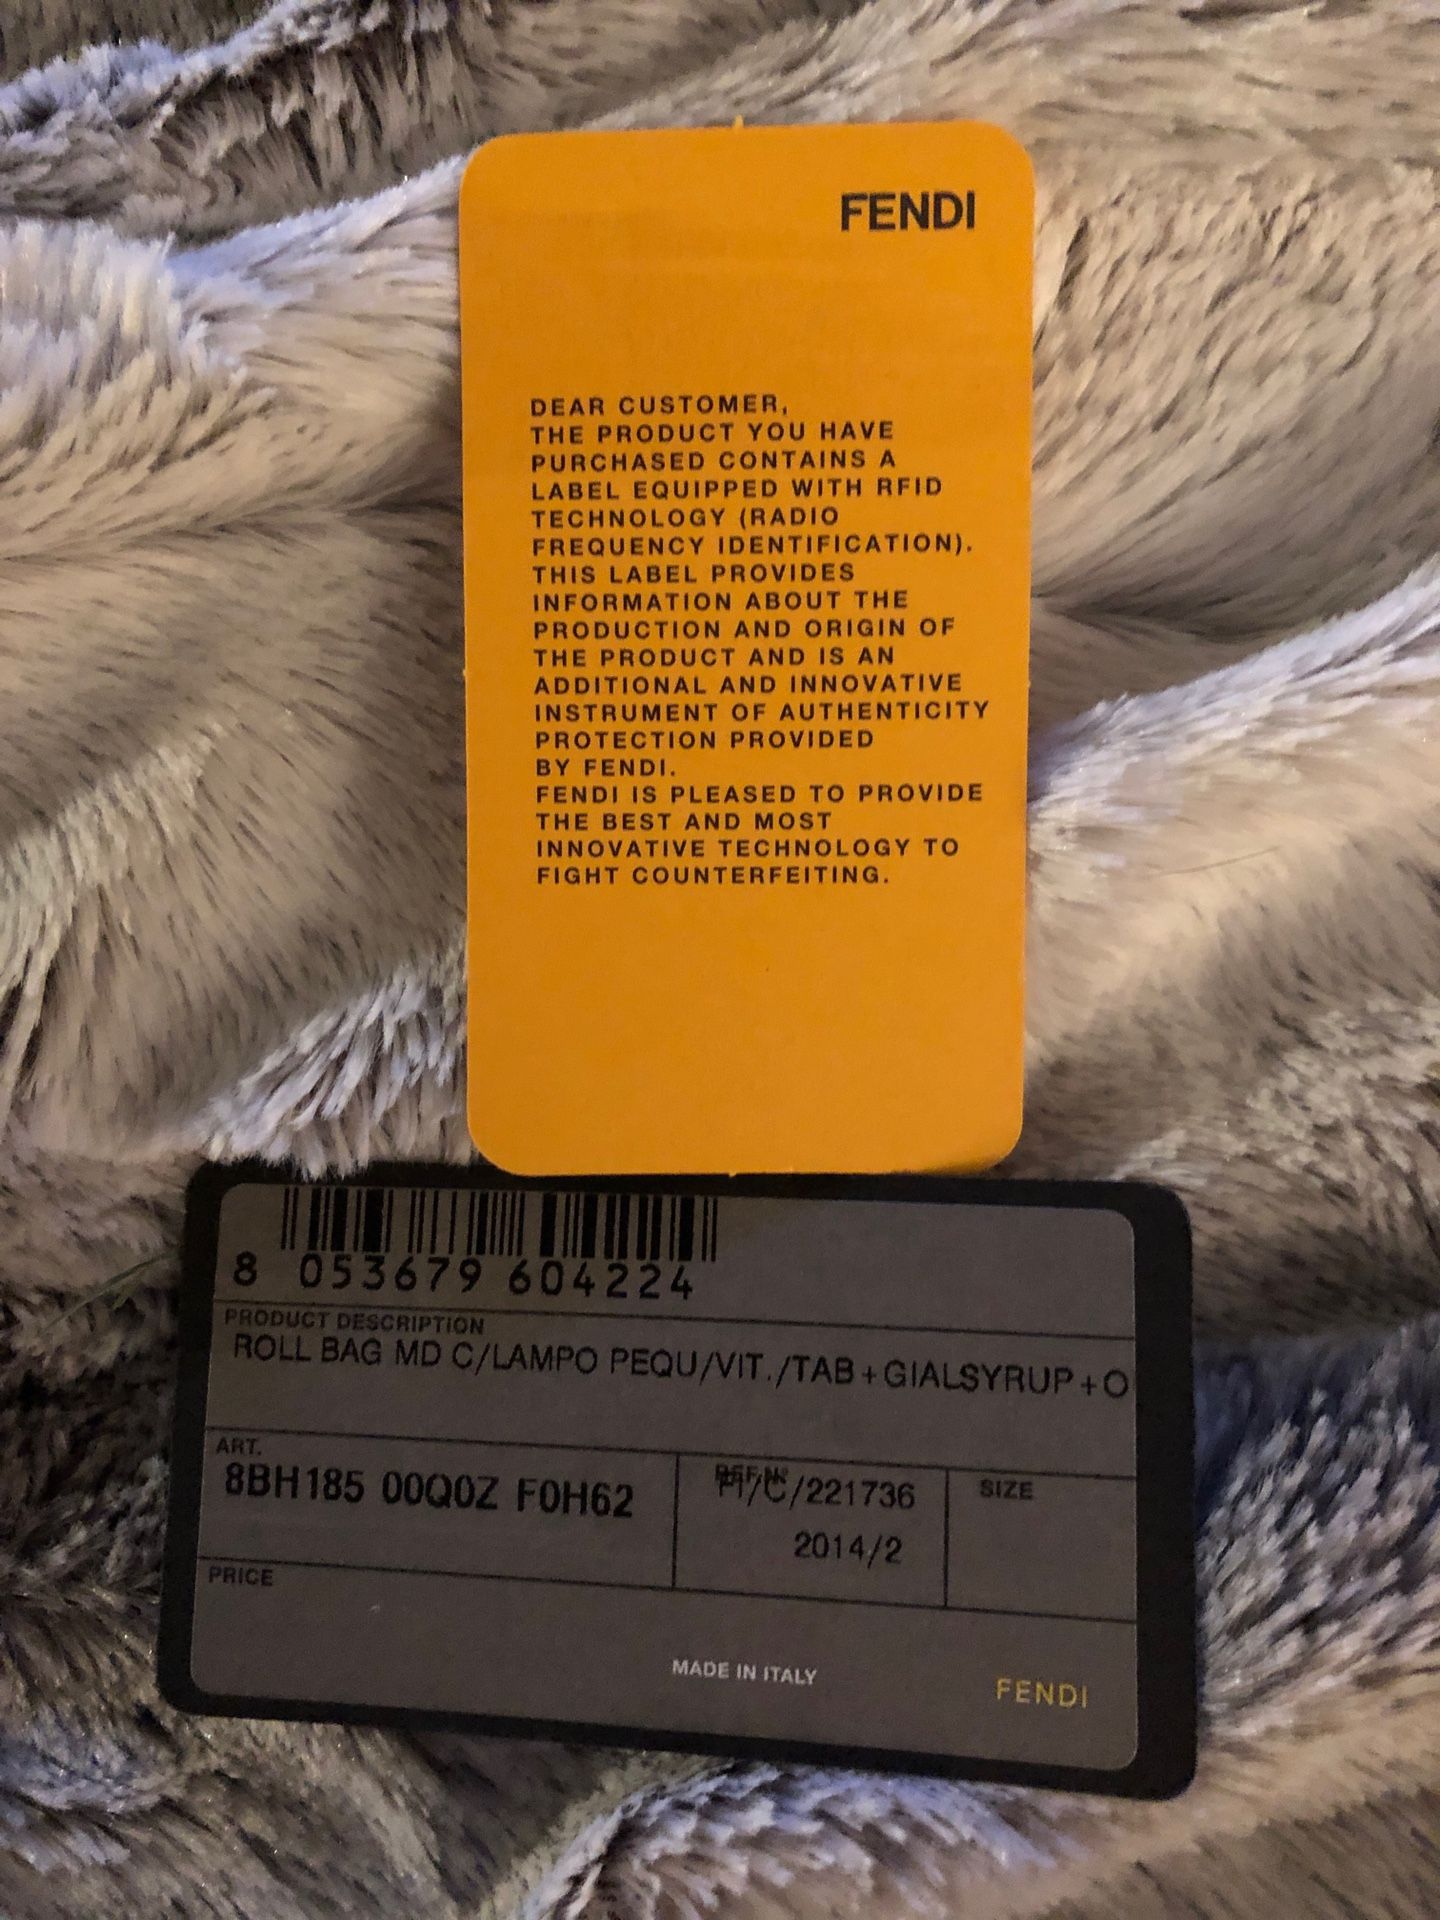 FENDI
DEAR CUSTOMER,
THE PRODUCT YOU HAVE
PURCHASED CONTAINS A
LABEL EQUIPPED WITH RFID
TECHNOLOGY (RADIO
FREQUENCY IDENTIFICATION).
THIS LABEL PROVIDES
INFORMATION ABOUT THE
PRODUCTION AND ORIGIN OF
THE PRODUCT AND IS AN
ADDITIONAL AND INNOVATIVE
INSTRUMENT OF AUTHENTICITY
PROTECTION PROVIDED
BY FENDI.
FENDI IS PLEASED TO PROVIDE
THE BEST AND MOST
INNOVATIVE TECHNOLOGY TO
FIGHT COUNTERFEITING.
8 053679 604224
PRODUCT DESCRIPTION
ROLL BAG MD C/LAMPO PEQU/VIT./TAB+GIALSYRUP+O
ART.
8BH185 00Q0Z F0H62
REF.Nº
FI/C/221736
2014/2
SIZE
PRICE
MADE IN ITALY
FENDI